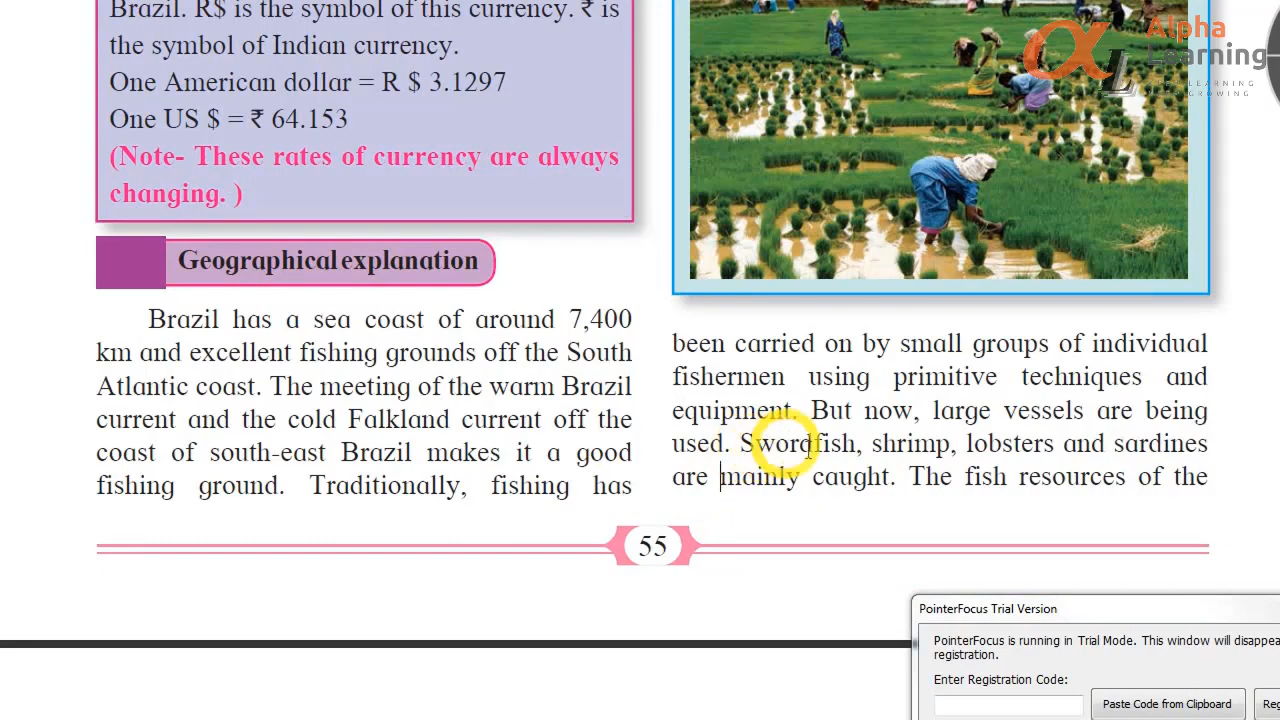 Brazil. R$ is the symbol of this currency. ₹ is
the symbol of Indian currency.
One American dollar = R $ 3.1297
One US $ = ₹ 64.153
(Note- These rates of currency are always
changing. )
Geographical explanation
Brazil has a sea coast of around 7,400
km and excellent fishing grounds off the South
Atlantic coast. The meeting of the warm Brazil
current and the cold Falkland current off the
coast of south-east Brazil makes it a good
fishing ground. Traditionally, fishing has
Alpha
Learning
been carried on by small groups of individual
fishermen using primitive techniques and
equipment. But now, large vessels are being
used. Swordfish, shrimp, lobsters and sardines
are mainly caught. The fish resources of the
55
PointerFocus Trial Version
PointerFocus is running in Trial Mode. This window will disappea
registration.
Enter Registration Code:
Paste Code from Clipboard
Reg